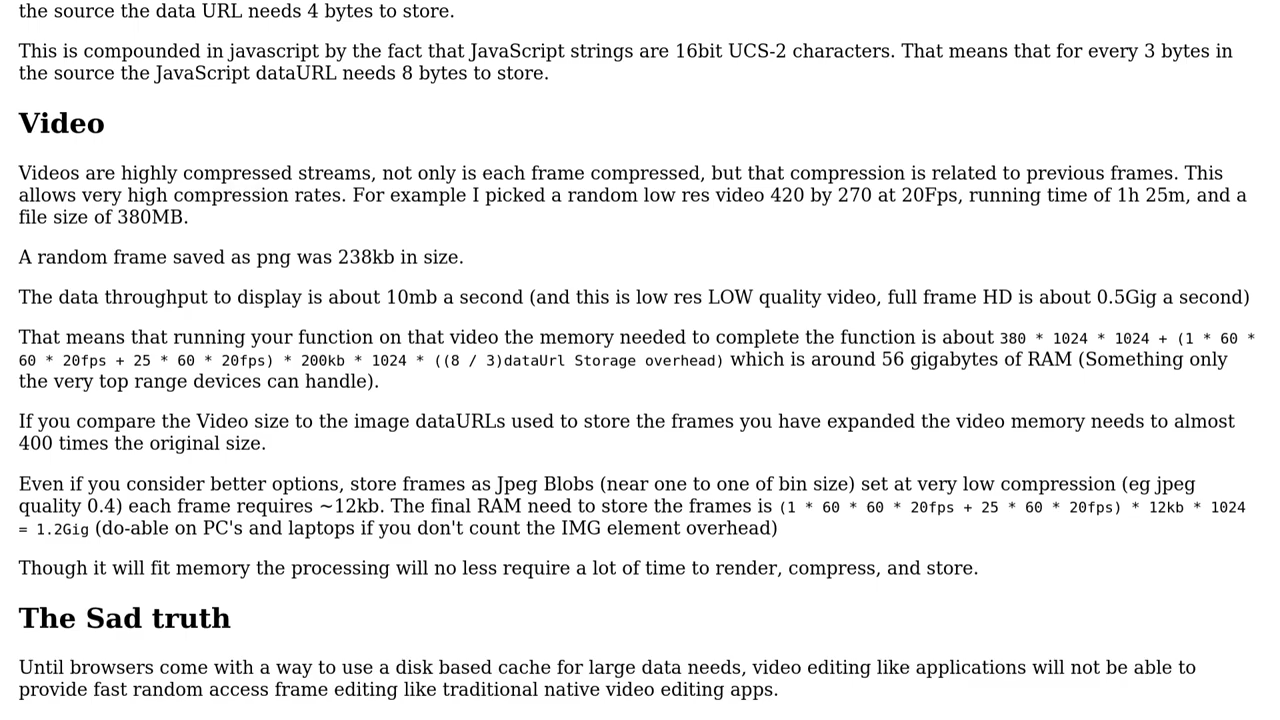 the source the data URL needs 4 bytes to store.
This is compounded in javascript by the fact that JavaScript strings are 16bit UCS-2 characters. That means that for every 3 bytes in
the source the JavaScript dataURL needs 8 bytes to store.
Video
Videos are highly compressed streams, not only is each frame compressed, but that compression is related to previous frames. This
allows very high compression rates. For example I picked a random low res video 420 by 270 at 20Fps, running time of 1h 25m, and a
file size of 380MB.
A random frame saved as png was 238kb in size.
The data throughput to display is about 10mb a second (and this is low res LOW quality video, full frame HD is about 0.5Gig a second)
That means that running your function on that video the memory needed to complete the function is about 380 * 1024 * 1024 + (1 * 60 *
60 * 20fps + 25 * 60 * 20fps) * 200kb * 1024 * ((8 / 3)dataUrl Storage overhead) which is around 56 gigabytes of RAM (Something only
the very top range devices can handle).
If you compare the Video size to the image dataURLs used to store the frames you have expanded the video memory needs to almost
400 times the original size.
Even if you consider better options, store frames as Jpeg Blobs (near one to one of bin size) set at very low compression (eg jpeg
quality 0.4) each frame requires ~12kb. The final RAM need to store the frames is (1 * 60 * 60 * 20fps + 25 * 60 * 20fps) * 12kb * 1024
= 1.2Gig (do-able on PC's and laptops if you don't count the IMG element overhead)
Though it will fit memory the processing will no less require a lot of time to render, compress, and store.
The Sad truth
Until browsers come with a way to use a disk based cache for large data needs, video editing like applications will not be able to
provide fast random access frame editing like traditional native video editing apps.